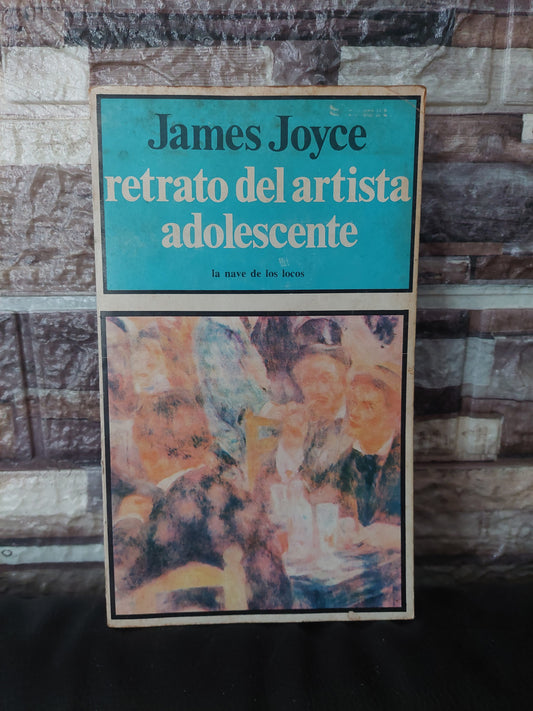 James Joyce
retrato del artista
adolescente
la nave de los locos